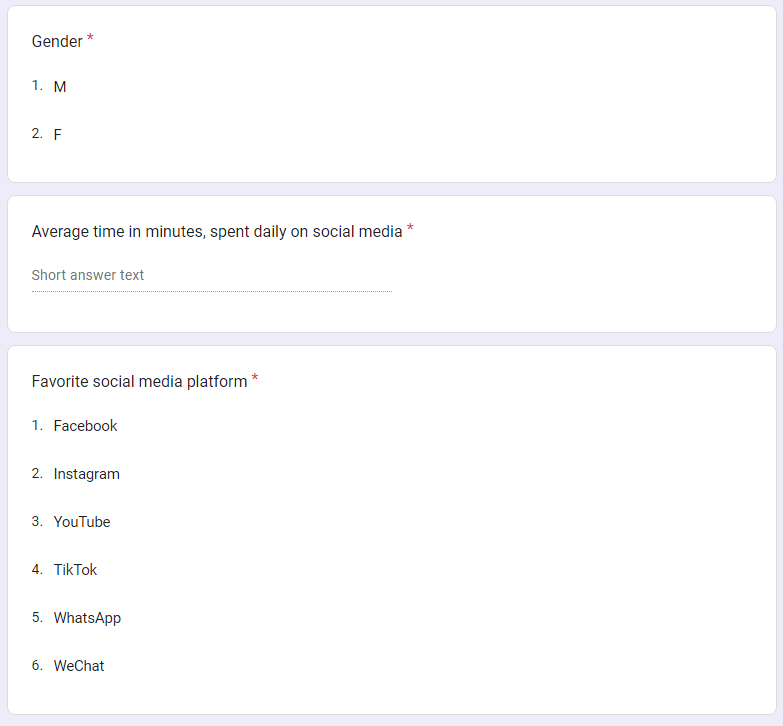 Gender *
1. M
2. F
Average time in minutes, spent daily on social media *
Short answer text
Favorite social media platform *
1. Facebook
2. Instagram
3. YouTube
4. TikTok
5. WhatsApp
6. WeChat